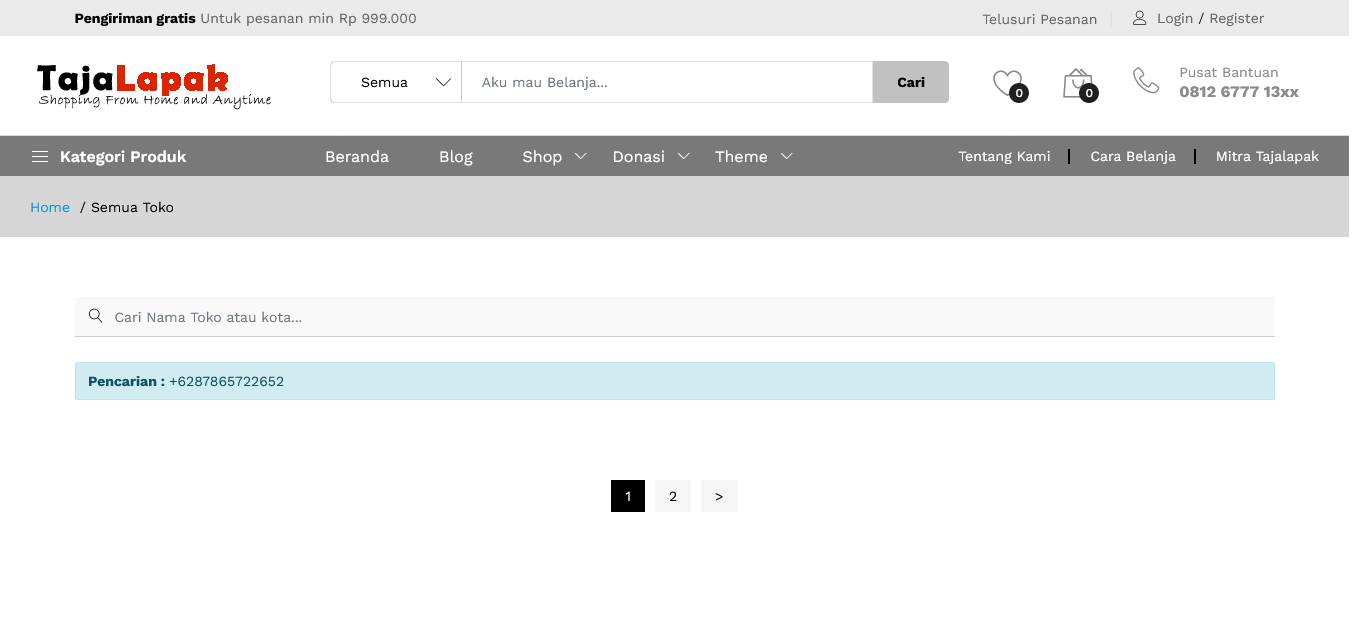 Pengiriman gratis Untuk pesanan min Rp 999.000
Telusuri Pesanan
Login / Register
TajaLapak
Shopping From Home and Anytime
Semua
Aku mau Belanja...
Cari
0
0
Pusat Bantuan
0812 6777 13xx
Kategori Produk
Beranda
Blog
Shop
Donasi
Theme
Tentang Kami
Cara Belanja
Mitra Tajalapak
Home / Semua Toko
Cari Nama Toko atau kota...
Pencarian : +6287865722652
1 2 >